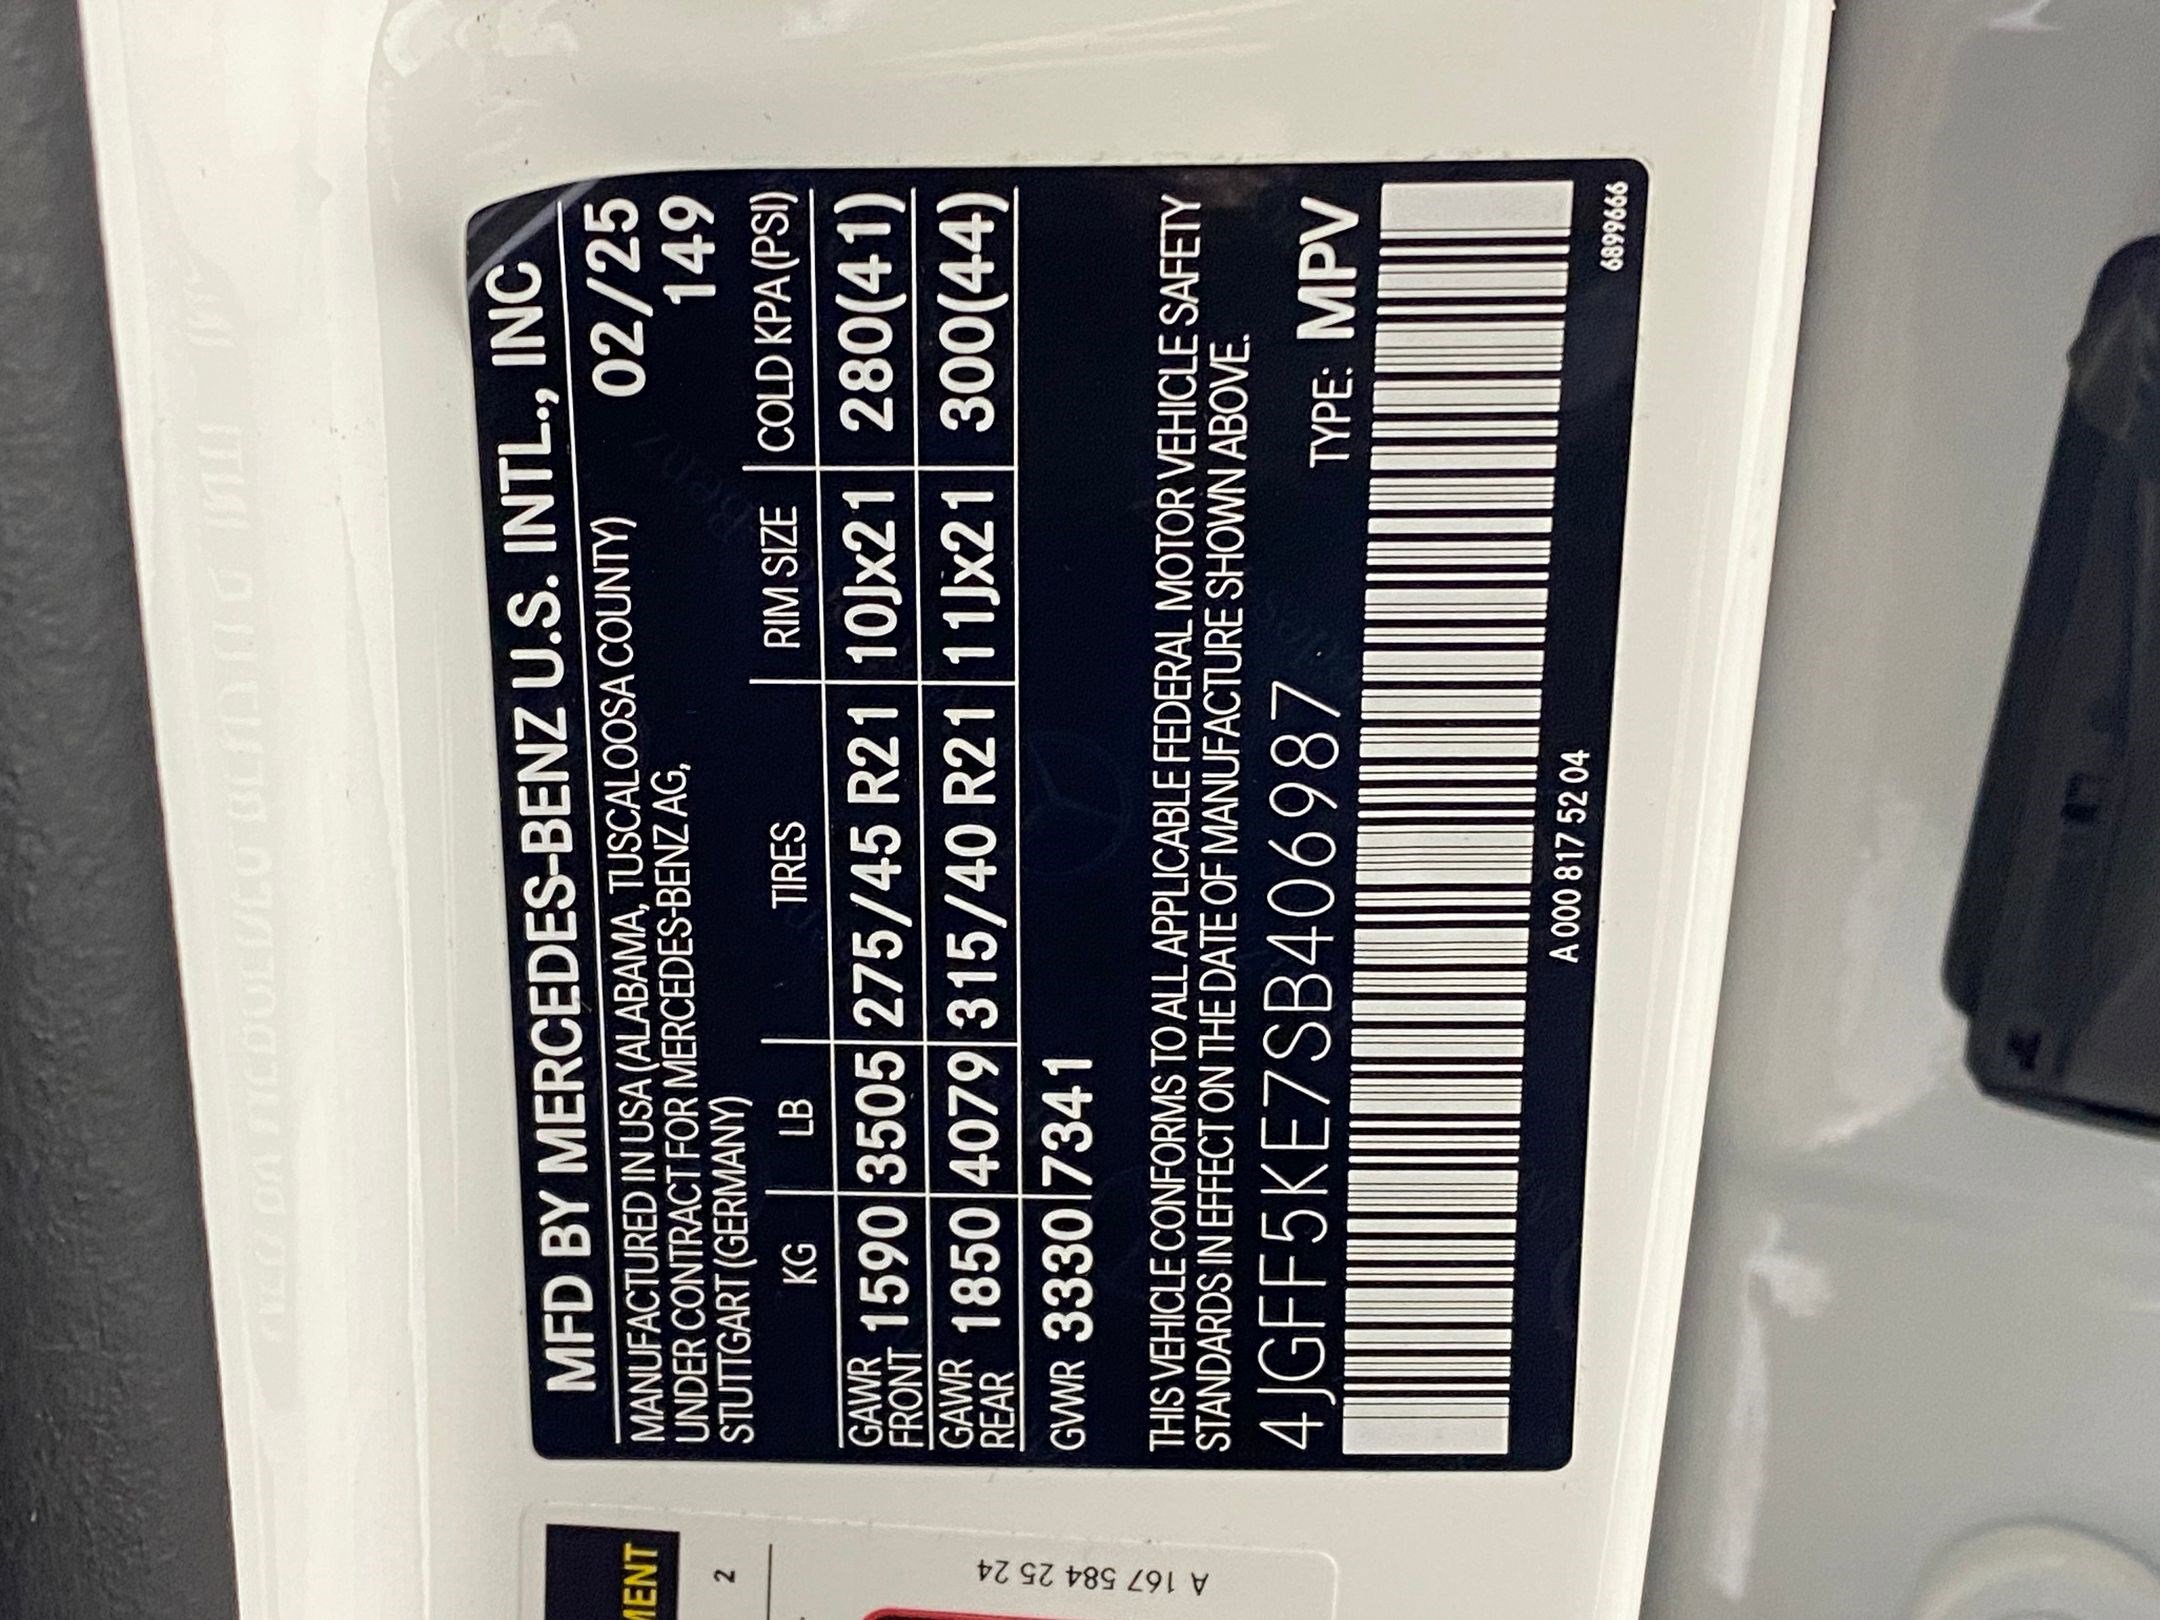 MFD BY MERCEDES-BENZ U.S. INTL., INC
MANUFACTURED IN USA (ALABAMA, TUSCALOOSA COUNTY) 02/25
UNDER CONTRACT FOR MERCEDES-BENZ AG, 149
STUTTGART (GERMANY)
KG LB TIRES RIM SIZE COLD KPA (PSI)
GAWR FRONT 1590 3505 275/45 R21 10Jx21 280(41)
GAWR REAR 1850 4079 315/40 R21 11Jx21 300(44)
GVWR 3330 7341
THIS VEHICLE CONFORMS TO ALL APPLICABLE FEDERAL MOTOR VEHICLE SAFETY
STANDARDS IN EFFECT ON THE DATE OF MANUFACTURE SHOWN ABOVE.
4JGFF5KE7SB406987 TYPE: MPV
A 000 817 52 04
6899666
2
A 167 584 25 24